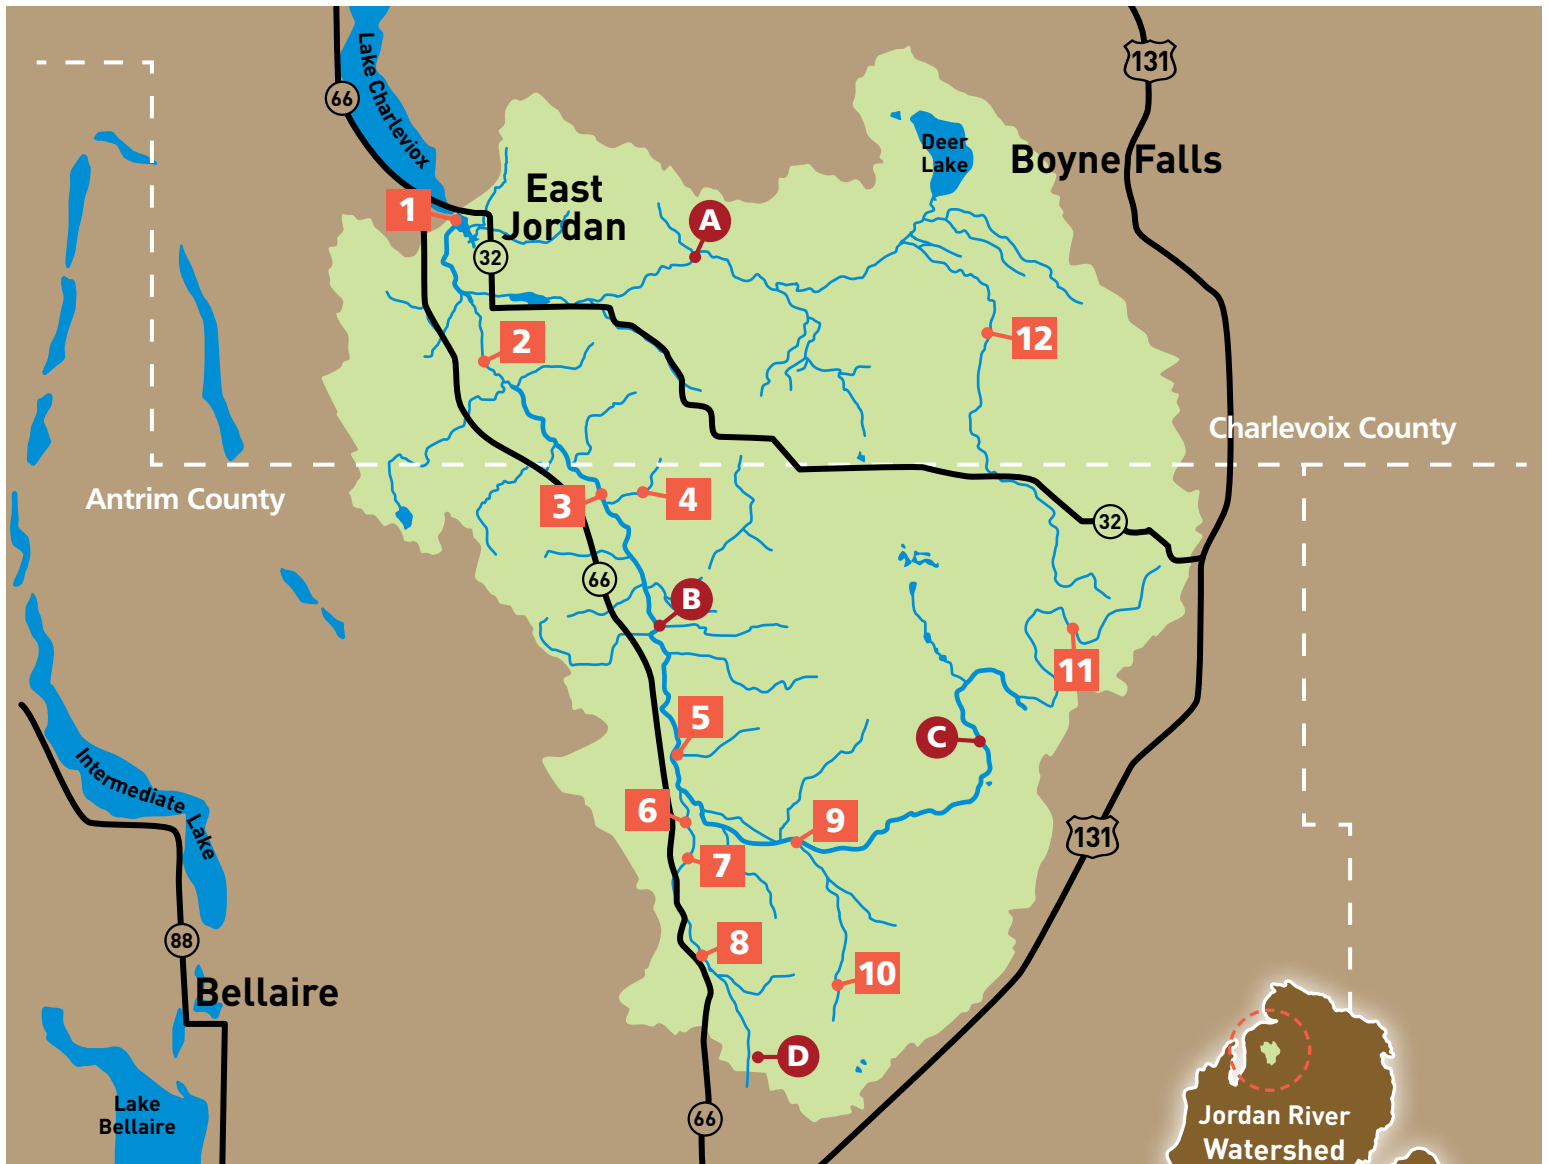 131
Lake Charleviox
66
Deer
Lake
Boyne Falls
East
Jordan
1
A
32
2
12
Charlevoix County
Antrim County
3
4
32
66
B
11
5
C
Intermediate Lake
6
9
131
7
8
88
10
Bellaire
D
Lake
Bellaire
66
Jordan River
Watershed